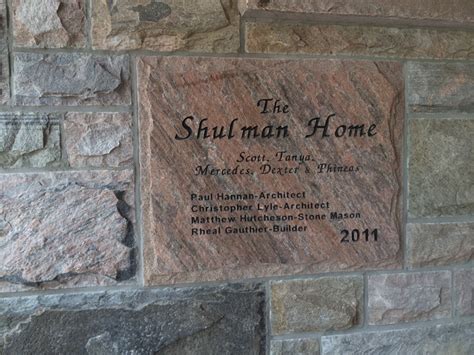 The
Shulman Home
Scott, Tanya,
Mercedes, Dexter & Phineas
Paul Hannan-Architect
Christopher Lyle-Architect
Matthew Hutcheson-Stone Mason
Rheal Gauthier-Builder
2011